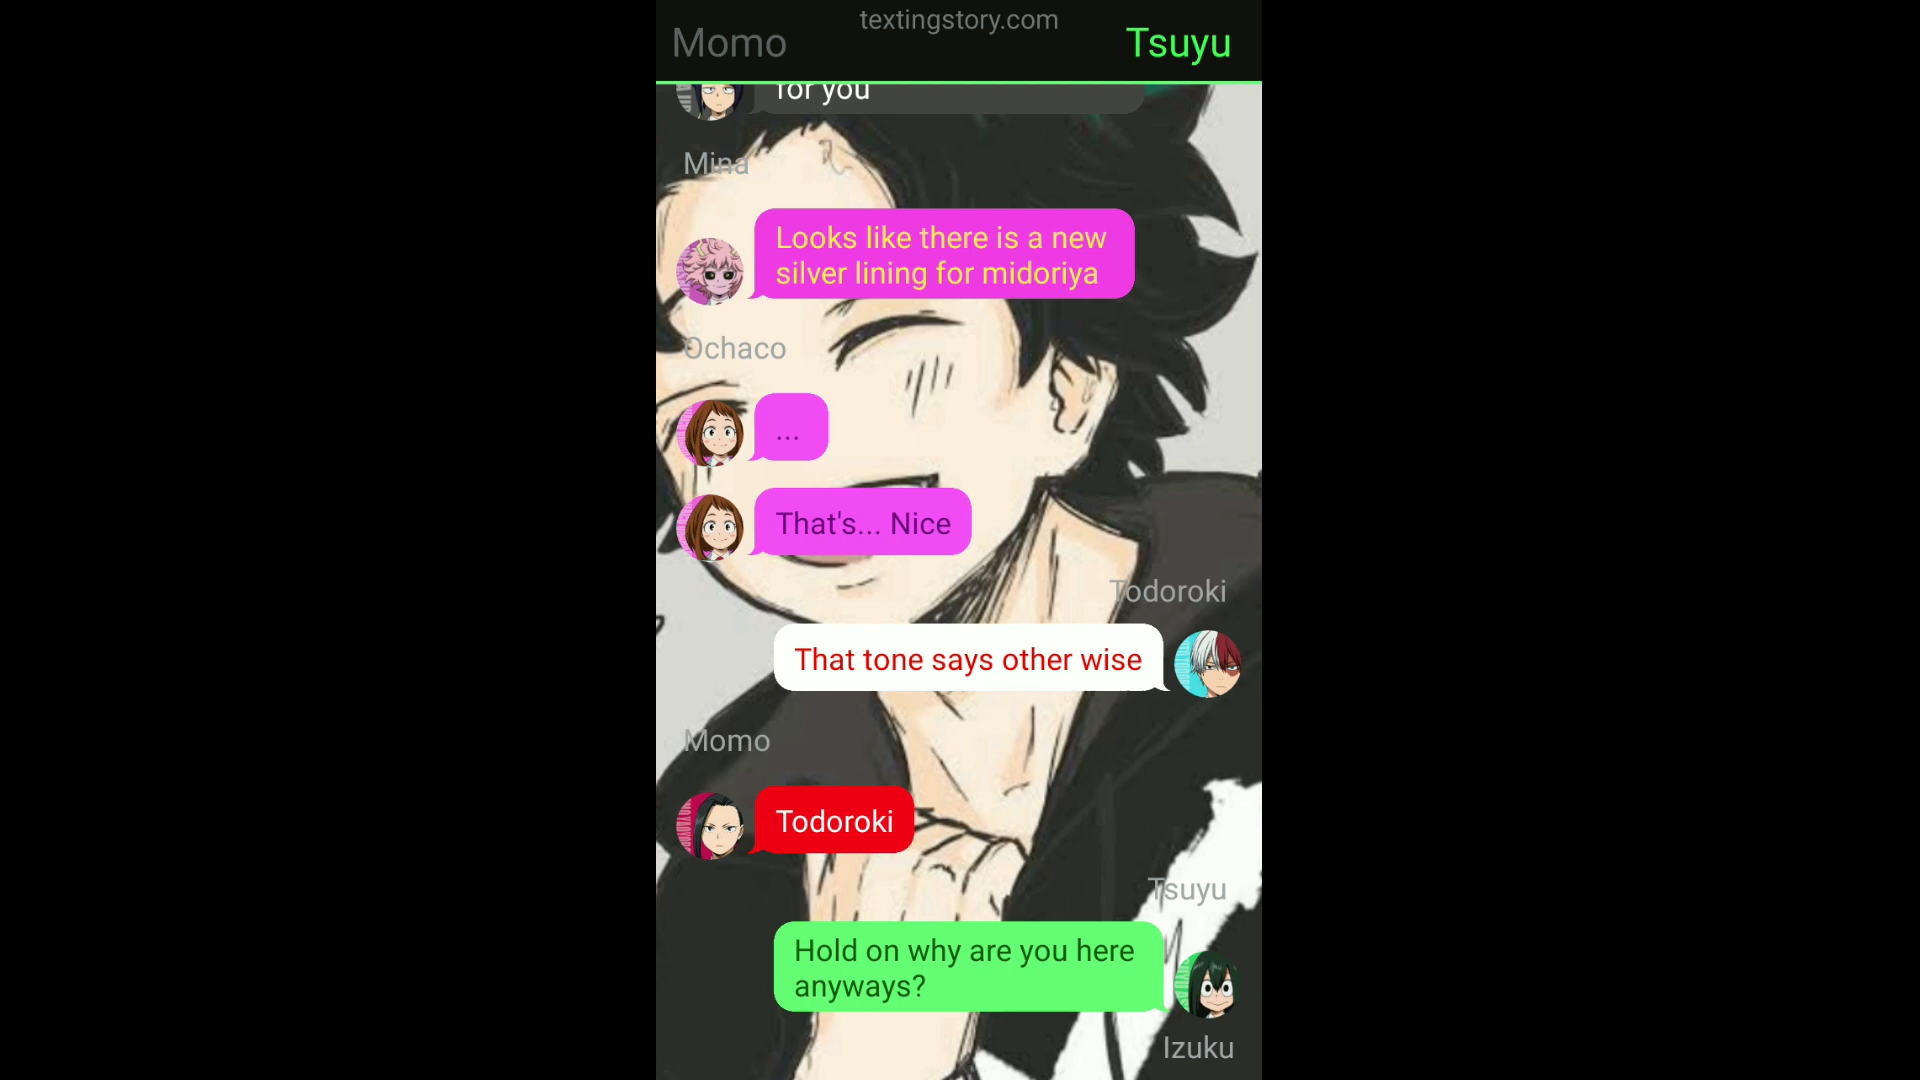 textingstory.com
Momo
Tsuyu
for you
Mina
Looks like there is a new
silver lining for midoriya
Ochaco
...
That's... Nice
Todoroki
That tone says other wise
Momo
Todoroki
Tsuyu
Hold on why are you here
anyways?
Izuku